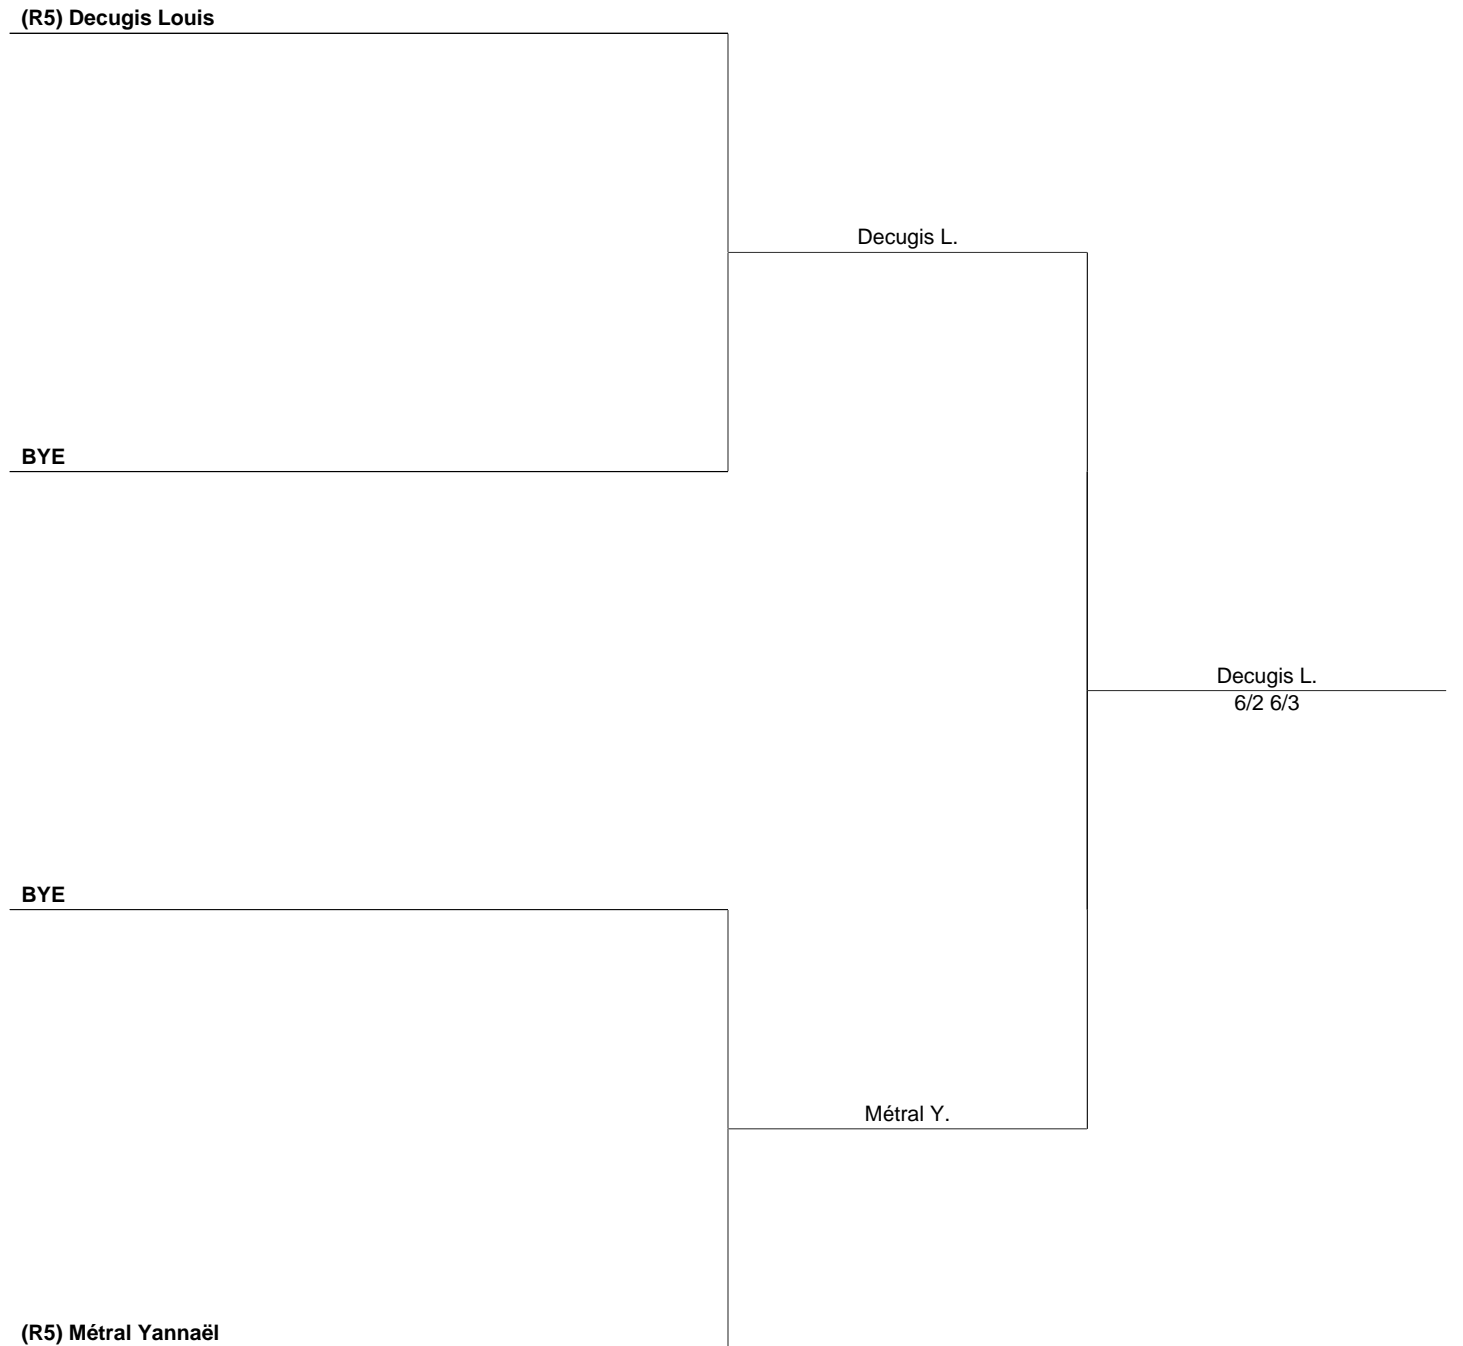 (R5) Decugis Louis
Decugis L.
BYE
Decugis L.
6/2 6/3
BYE
Métral Y.
(R5) Métral Yannaël